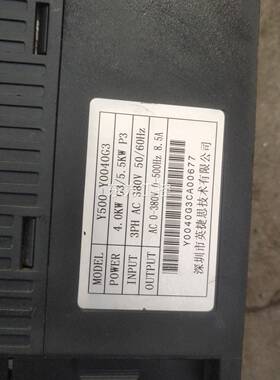 MODEL Y500-Y0040G3
POWER 4.0KW G3/5.5KW P3
INPUT 3PH AC 380V 50/60Hz
OUTPUT AC 0-380V 0-500Hz 8.5A
Y0040G3CA00677
深圳市英捷思技术有限公司